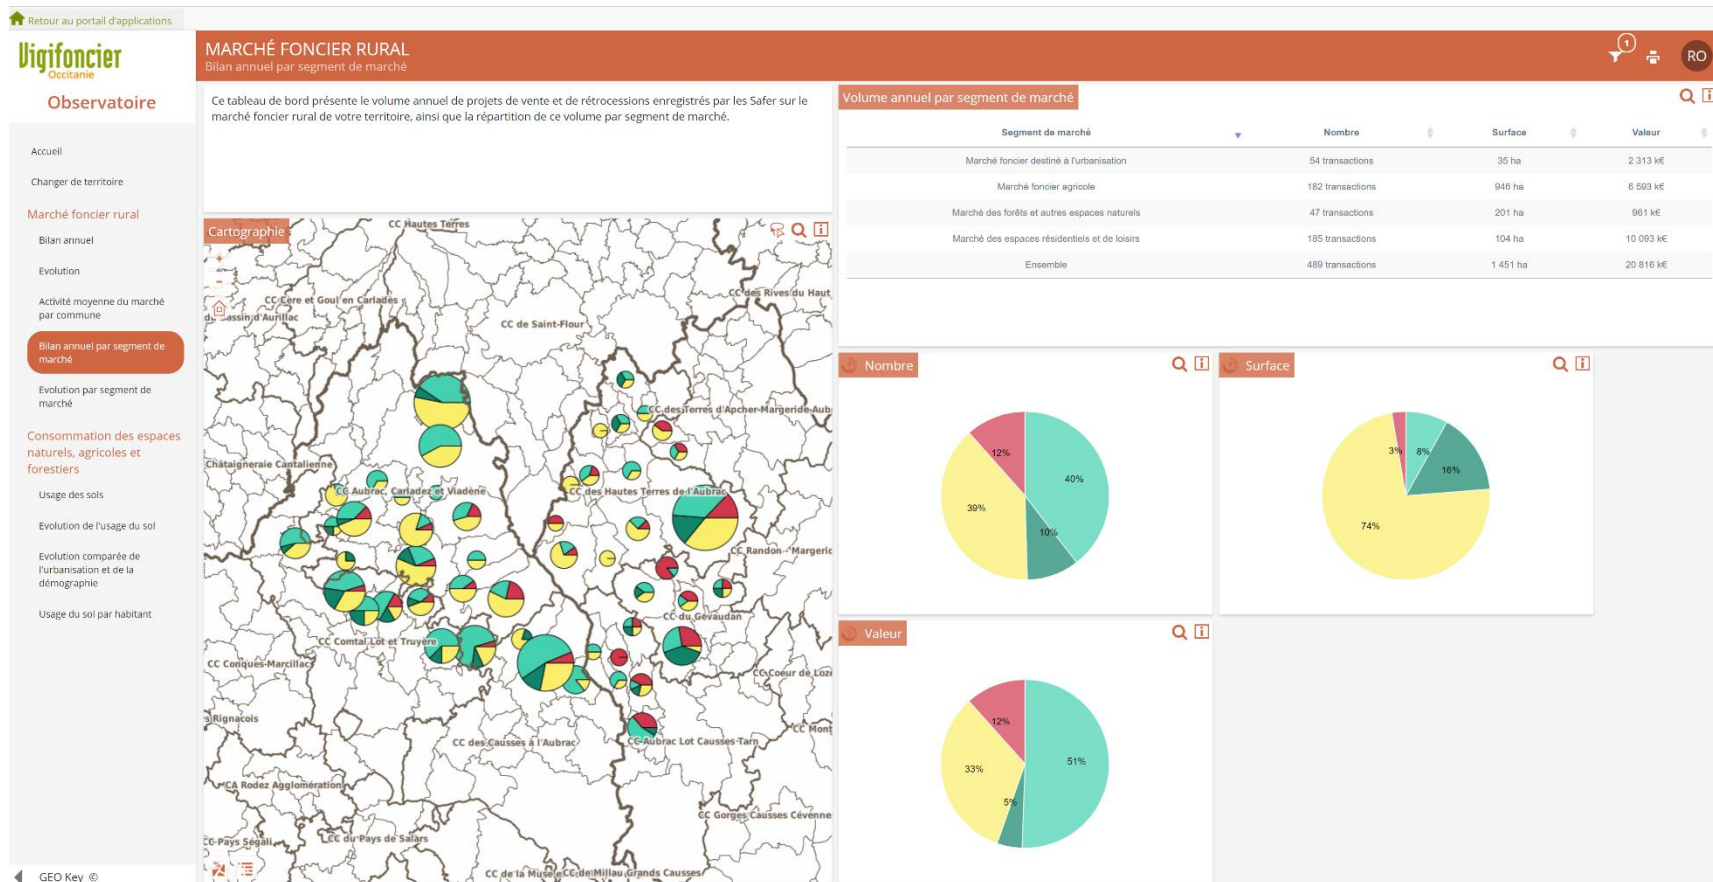 Retour au portail d'applications
Vigifoncier
Occitanie
Observatoire
Accueil
Changer de territoire
Marché foncier rural
Bilan annuel
Evolution
Activité moyenne du marché
par commune
Bilan annuel par segment de
marché
Evolution par segment de
marché
Consommation des espaces
naturels, agricoles et
forestiers
Usage des sols
Evolution de l'usage du sol
Evolution comparée de
l'urbanisation et de la
démographie
Usage du sol par habitant
GEO Key ©
MARCHÉ FONCIER RURAL
Bilan annuel par segment de marché
1
RO
Ce tableau de bord présente le volume annuel de projets de vente et de rétrocessions enregistrés par les Safer sur le
marché foncier rural de votre territoire, ainsi que la répartition de ce volume par segment de marché.
Cartographie
CC Hautes Terres
CC des Rives du Haut
CC Cère et Goul en Carladès
d'Aurillac
CC de Saint-Flour
CC des Terres d'Apcher-Margeride-Aub
Châtaigneraie Cantalienne
CC Aubrac, Carladez et Viadène
CC des Hautes Terres de l'Aubrac
CC Randon - Margeric
CC du Gévaudan
CC Comtal Lot et Truyère
CC Conques-Marcillac
CC Coeur de Loz
Rignacois
CC Mont
CC des Causses à l'Aubrac
CC Aubrac Lot Causses Tarn
CA Rodez Agglomération
CC Gorges Causses Cévenne
CC Pays Ségali
CC du Pays de Salars
CC de la Muse
CC de Millau Grands Causses
Volume annuel par segment de marché
Segment de marché Nombre Surface Valeur
Marché foncier destiné à l'urbanisation 54 transactions 35 ha 2 313 k€
Marché foncier agricole 182 transactions 946 ha 6 593 k€
Marché des forêts et autres espaces naturels 47 transactions 201 ha 961 k€
Marché des espaces résidentiels et de loisirs 185 transactions 104 ha 10 093 k€
Ensemble 489 transactions 1 451 ha 20 816 k€
Nombre
12%
40%
39%
10%
Surface
3%
8%
16%
74%
Valeur
12%
51%
33%
5%